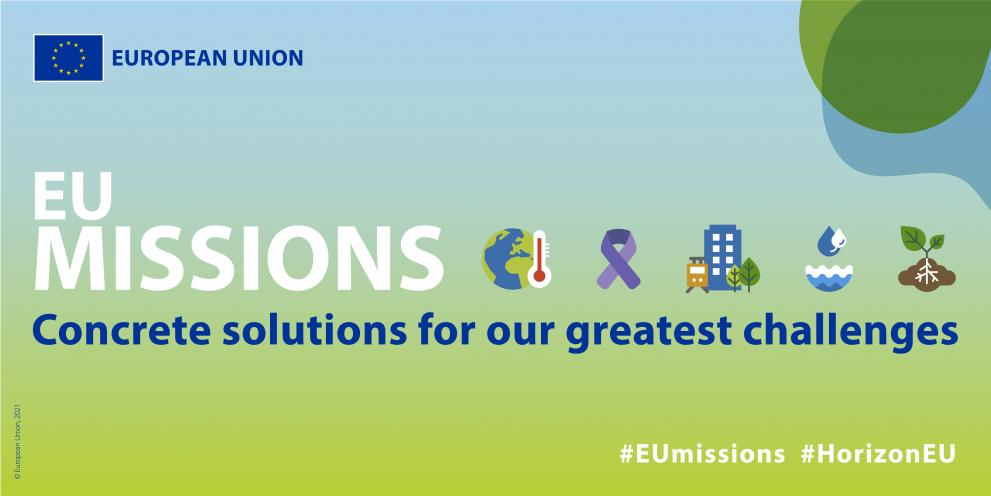 EUROPEAN UNION
EU
MISSIONS
Concrete solutions for our greatest challenges
#EUmissions #HorizonEU
© European Union, 2021